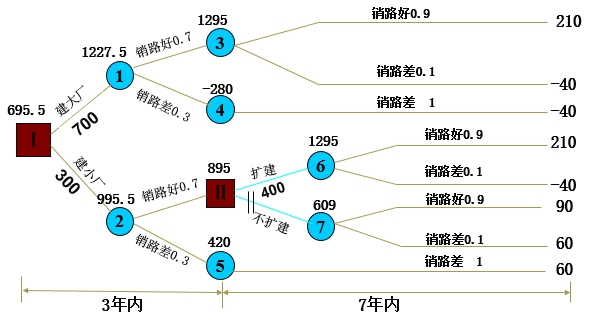 销路好0.9
210
1295
销路好0.7
3
1227.5
销路差0.1
-40
1
-280
销路差 1
-40
建大厂
销路差0.3
4
695.5
700
销路好0.9
210
I
1295
建小厂
895
扩建
6
300
400
销路差0.1
-40
销路好0.7
II
995.5
609
销路好0.9
90
2
不扩建
7
销路差0.3
420
销路差0.1
60
5
销路差 1
60
3年内
7年内